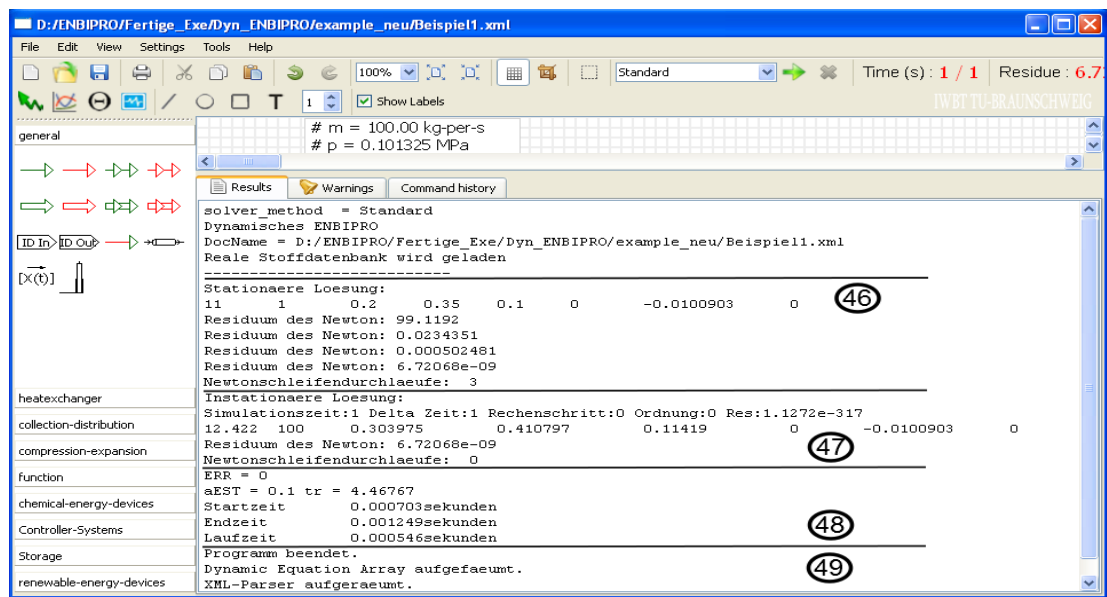 D:/ENBIPRO/Fertige_Exe/Dyn_ENBIPRO/example_neu/Beispiel1.xml
File Edit View Settings Tools Help
100% Standard Time (s) : 1 / 1 Residue : 6.7
T 1 Show Labels IWBT TU-BRAUNSCHWEIG
general
# m = 100.00 kg-per-s
# p = 0.101325 MPa
ID In ID Out
[X(t)]
heatexchanger
collection-distribution
compression-expansion
function
chemical-energy-devices
Controller-Systems
Storage
renewable-energy-devices
Results Warnings Command history
solver_method = Standard
Dynamisches ENBIPRO
DocName = D:/ENBIPRO/Fertige_Exe/Dyn_ENBIPRO/example_neu/Beispiel1.xml
Reale Stoffdatenbank wird geladen
---------------------------
Stationaere Loesung:
11 1 0.2 0.35 0.1 0 -0.0100903 0
46
Residuum des Newton: 99.1192
Residuum des Newton: 0.0234351
Residuum des Newton: 0.000502481
Residuum des Newton: 6.72068e-09
Newtonschleifendurchlaeufe: 3
Instationaere Loesung:
Simulationszeit:1 Delta Zeit:1 Rechenschritt:0 Ordnung:0 Res:1.1272e-317
12.422 100 0.303975 0.410797 0.11419 0 -0.0100903 0
Residuum des Newton: 6.72068e-09
47
Newtonschleifendurchlaeufe: 0
ERR = 0
aEST = 0.1 tr = 4.46767
Startzeit 0.000703sekunden
Endzeit 0.001249sekunden
48
Laufzeit 0.000546sekunden
Programm beendet.
Dynamic Equation Array aufgefaeumt.
49
XML-Parser aufgeraeumt.